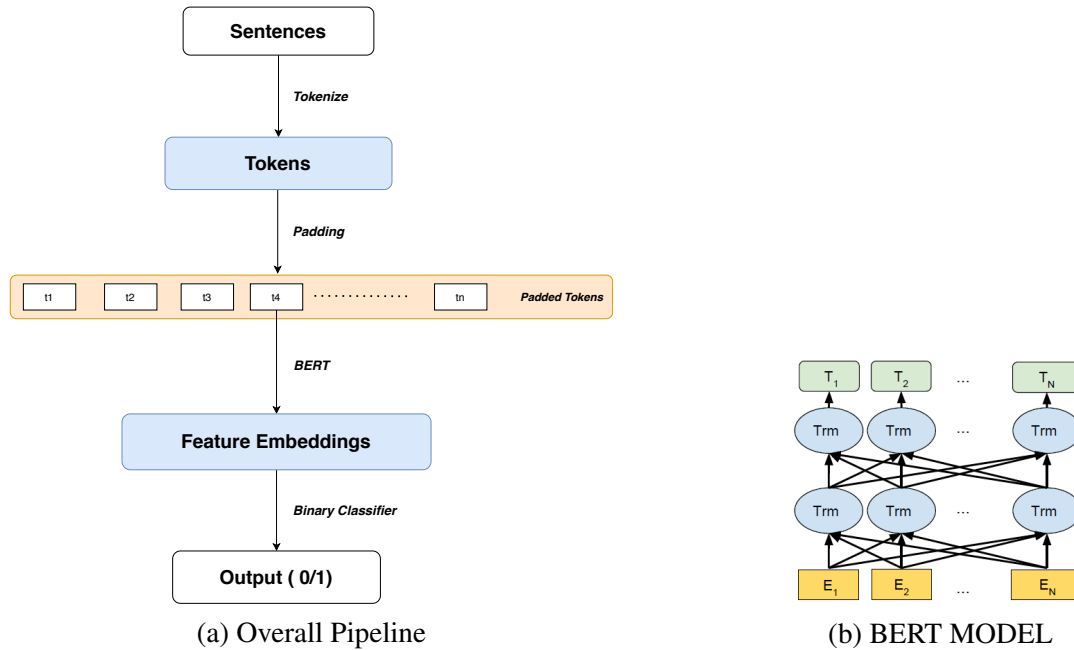 Sentences
Tokenize
Tokens
Padding
t1 t2 t3 t4 .............. tn Padded Tokens
BERT
Feature Embeddings
Binary Classifier
Output ( 0/1)
(a) Overall Pipeline
T1 T2 ... TN
Trm Trm ... Trm
Trm Trm ... Trm
E1 E2 ... EN
(b) BERT MODEL